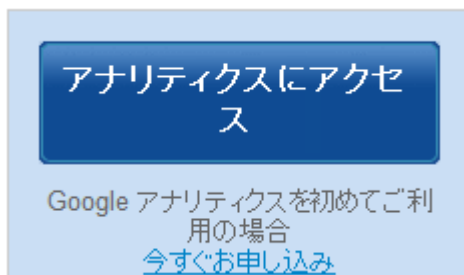 アナリティクスにアクセ
ス
Google アナリティクスを初めてご利
用の場合
今すぐお申し込み